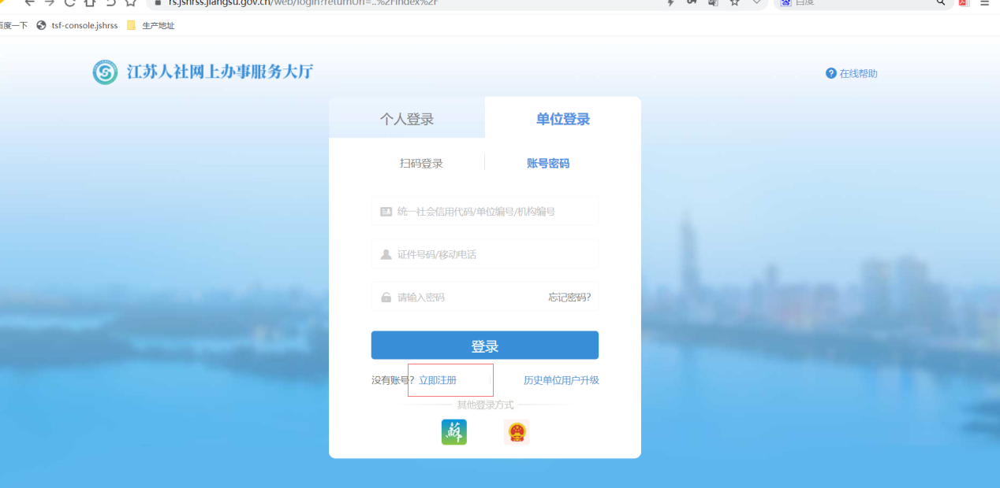 rs.jshrss.jiangsu.gov.cn/web/login?returnUrl=..%2Findex%2F
百度
百度一下 tsf-console.jshrss 生产地址
江苏人社网上办事服务大厅
在线帮助
个人登录 单位登录
扫码登录 账号密码
统一社会信用代码/单位编号/机构编号
证件号码/移动电话
请输入密码 忘记密码?
登录
没有账号? 立即注册 历史单位用户升级
其他登录方式
蘇